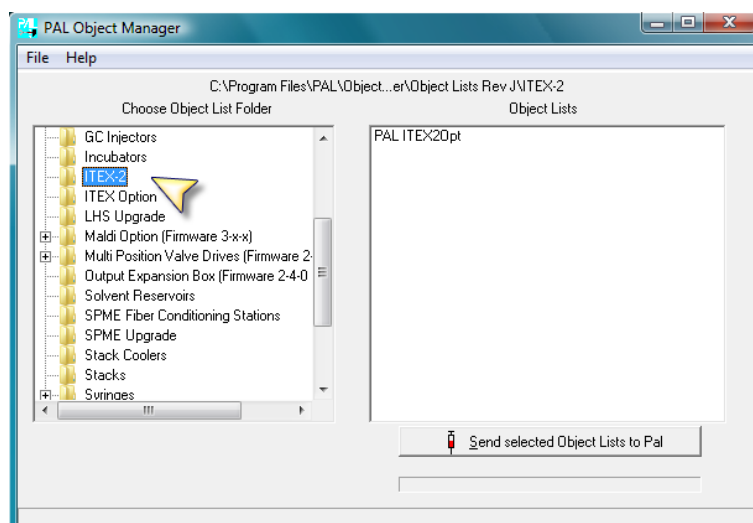 PAL Object Manager
File Help
C:\Program Files\PAL\Object...er\Object Lists Rev J\ITEX-2
Choose Object List Folder
Object Lists
GC Injectors
Incubators
ITEX-2
ITEX Option
LHS Upgrade
Maldi Option (Firmware 3-x-x)
Multi Position Valve Drives (Firmware 2-
Output Expansion Box (Firmware 2-4-0
Solvent Reservoirs
SPME Fiber Conditioning Stations
SPME Upgrade
Stack Coolers
Stacks
Syringes
PAL ITEX2Opt
Send selected Object Lists to Pal